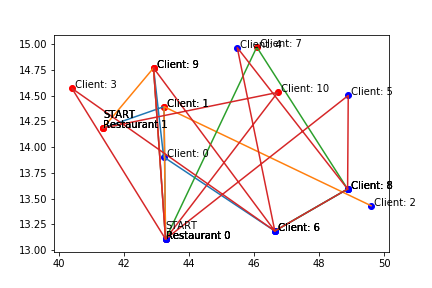 15.00
14.75
14.50
14.25
14.00
13.75
13.50
13.25
13.00
40
42
44
46
48
50
Client: 4
Client: 7
Client: 9
Client: 3
Client: 10
Client: 5
Client: 1
START
Restaurant 1
Client: 0
Client: 8
Client: 2
START
Restaurant 0
Client: 6